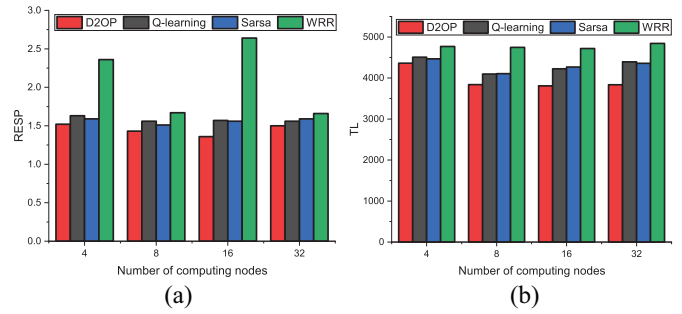 D2OP Q-learning Sarsa WRR
3.0
2.5
2.0
1.5
1.0
0.5
0.0
RESP
4 8 16 32
Number of computing nodes
(a)
D2OP Q-learning Sarsa WRR
5000
4000
3000
2000
1000
0
TL
4 8 16 32
Number of computing nodes
(b)